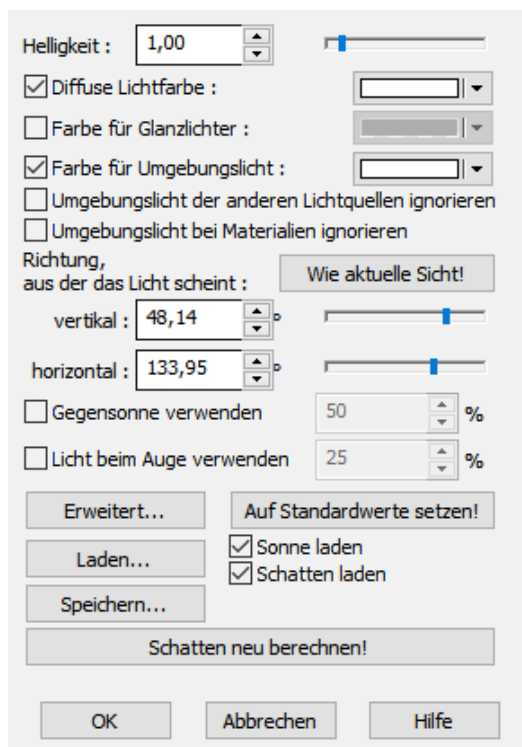 Helligkeit : 1,00
Diffuse Lichtfarbe :
Farbe für Glanzlichter :
Farbe für Umgebungslicht :
Umgebungslicht der anderen Lichtquellen ignorieren
Umgebungslicht bei Materialien ignorieren
Richtung,
aus der das Licht scheint : Wie aktuelle Sicht!
vertikal : 48,14 °
horizontal : 133,95 °
Gegensonne verwenden 50 %
Licht beim Auge verwenden 25 %
Erweitert... Auf Standardwerte setzen!
Laden... Sonne laden
Schatten laden
Speichern...
Schatten neu berechnen!
OK Abbrechen Hilfe